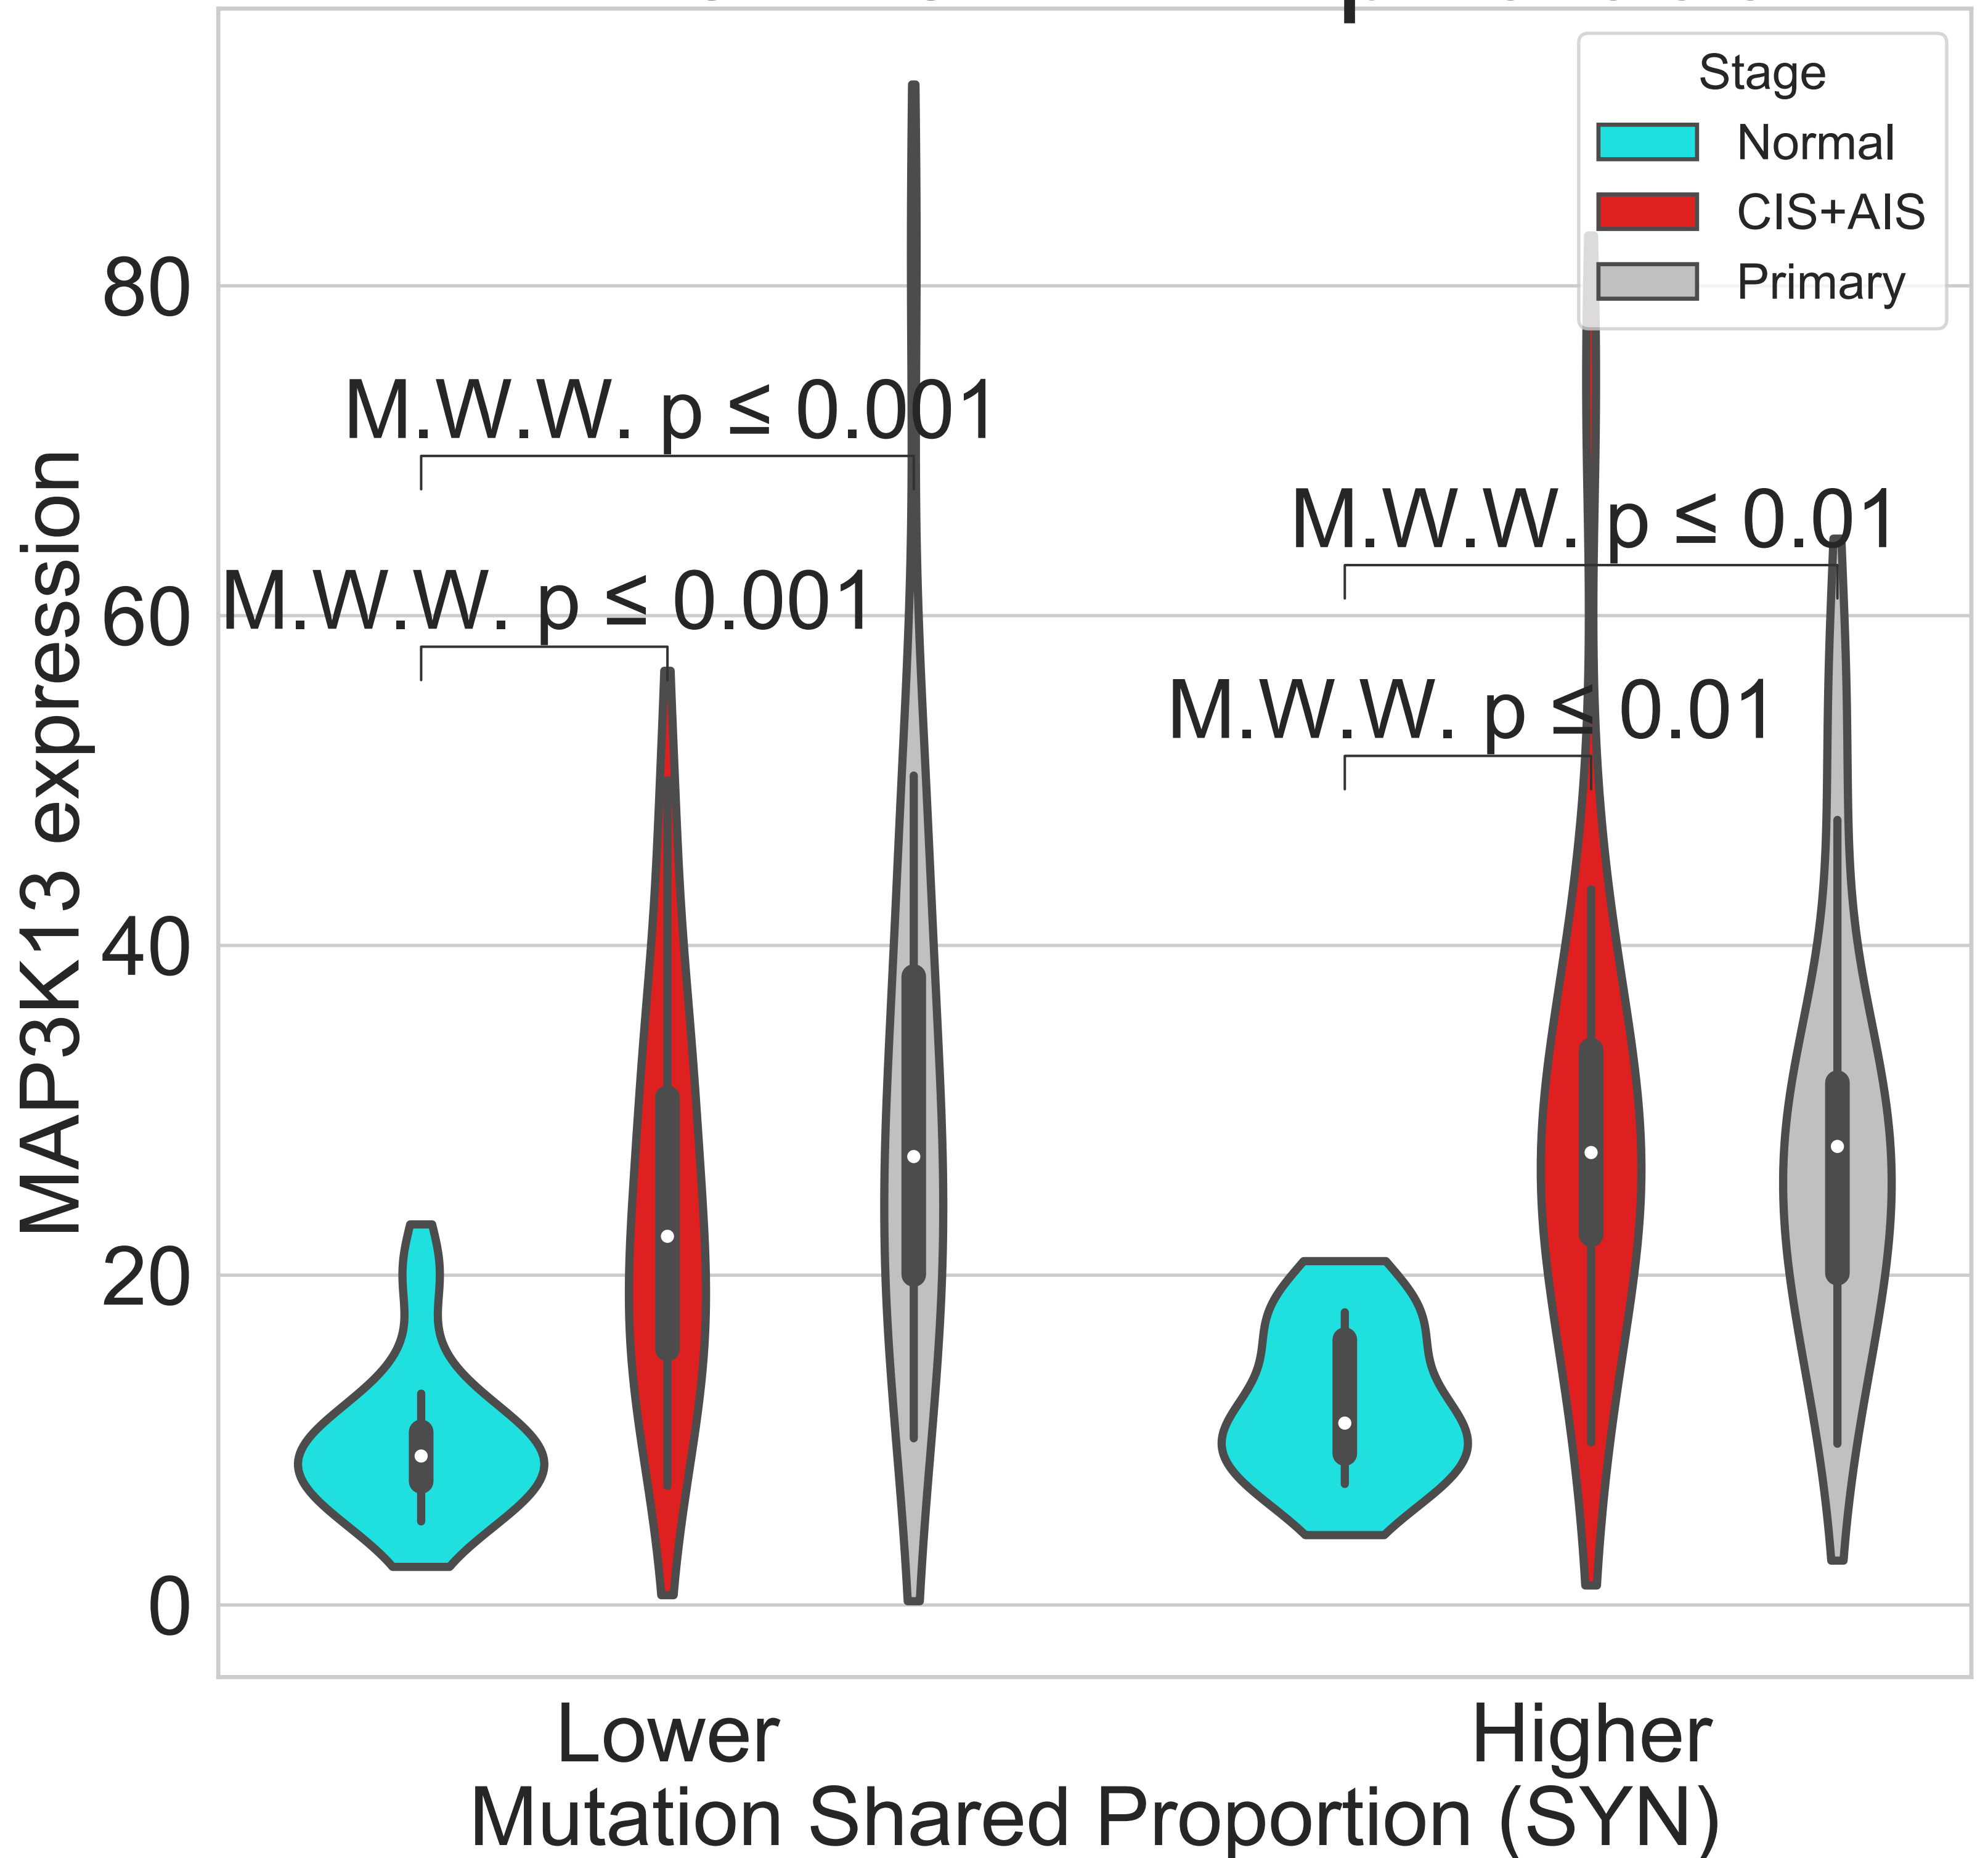 Stage
Normal
CIS+AIS
Primary
80
60
40
20
0
MAP3K13 expression
M.W.W. p ≤ 0.001
M.W.W. p ≤ 0.001
M.W.W. p ≤ 0.01
M.W.W. p ≤ 0.01
Lower
Higher
Mutation Shared Proportion (SYN)